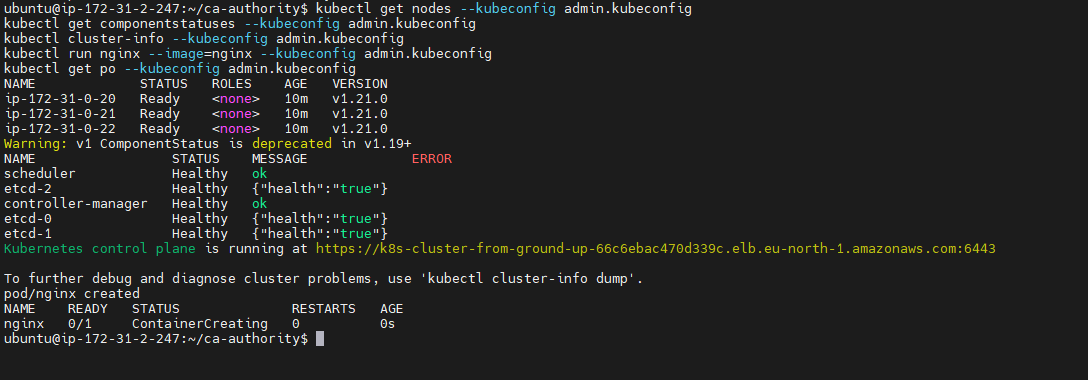 ubuntu@ip-172-31-2-247:~/ca-authority$ kubectl get nodes --kubeconfig admin.kubeconfig
kubectl get componentstatuses --kubeconfig admin.kubeconfig
kubectl cluster-info --kubeconfig admin.kubeconfig
kubectl run nginx --image=nginx --kubeconfig admin.kubeconfig
kubectl get po --kubeconfig admin.kubeconfig
NAME             STATUS   ROLES    AGE   VERSION
ip-172-31-0-20   Ready    <none>   10m   v1.21.0
ip-172-31-0-21   Ready    <none>   10m   v1.21.0
ip-172-31-0-22   Ready    <none>   10m   v1.21.0
Warning: v1 ComponentStatus is deprecated in v1.19+
NAME                 STATUS    MESSAGE             ERROR
scheduler            Healthy   ok
etcd-2               Healthy   {"health":"true"}
controller-manager   Healthy   ok
etcd-0               Healthy   {"health":"true"}
etcd-1               Healthy   {"health":"true"}
Kubernetes control plane is running at https://k8s-cluster-from-ground-up-66c6ebac470d339c.elb.eu-north-1.amazonaws.com:6443
To further debug and diagnose cluster problems, use 'kubectl cluster-info dump'.
pod/nginx created
NAME    READY   STATUS              RESTARTS   AGE
nginx   0/1     ContainerCreating   0          0s
ubuntu@ip-172-31-2-247:~/ca-authority$